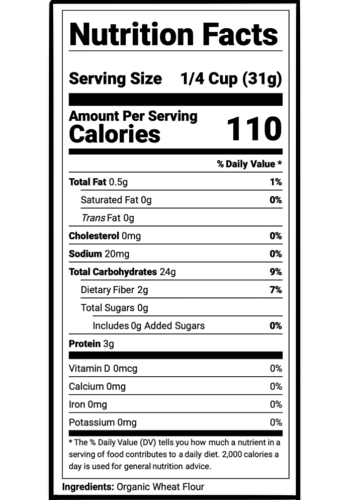 Nutrition Facts
Serving Size 1/4 Cup (31g)
Amount Per Serving
Calories 110
% Daily Value *
Total Fat 0.5g 1%
Saturated Fat 0g 0%
Trans Fat 0g
Cholesterol 0mg 0%
Sodium 20mg 0%
Total Carbohydrates 24g 9%
Dietary Fiber 2g 7%
Total Sugars 0g
Includes 0g Added Sugars 0%
Protein 3g
Vitamin D 0mcg 0%
Calcium 0mg 0%
Iron 0mg 0%
Potassium 0mg 0%
* The % Daily Value (DV) tells you how much a nutrient in a
serving of food contributes to a daily diet. 2,000 calories a
day is used for general nutrition advice.
Ingredients: Organic Wheat Flour